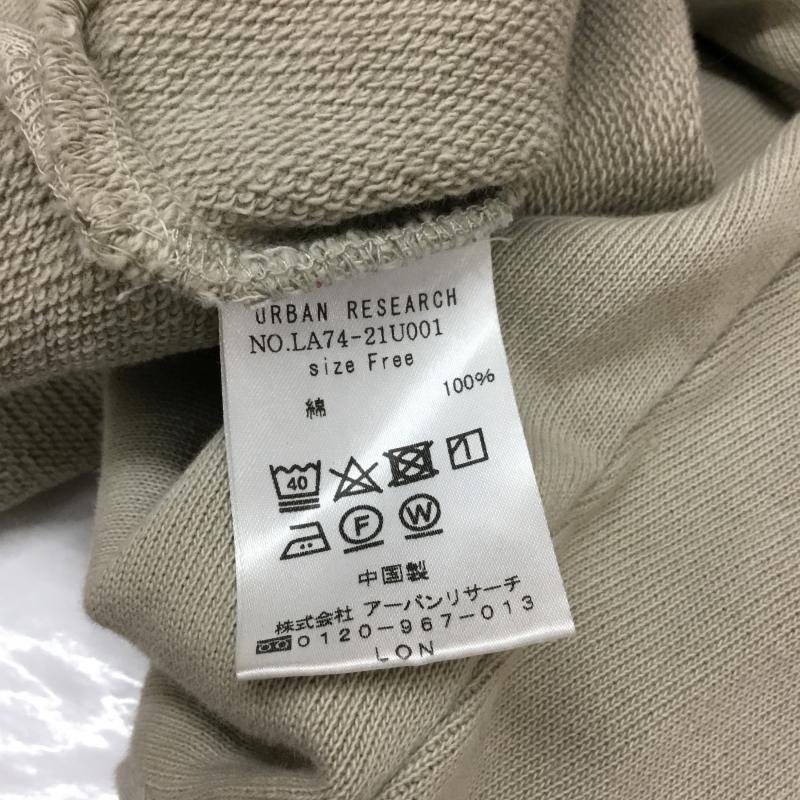 URBAN RESEARCH
NO.LA74-21U001
size Free
綿 100%
40
F W
中国製
株式会社 アーバンリサーチ
0120-967-013
LON